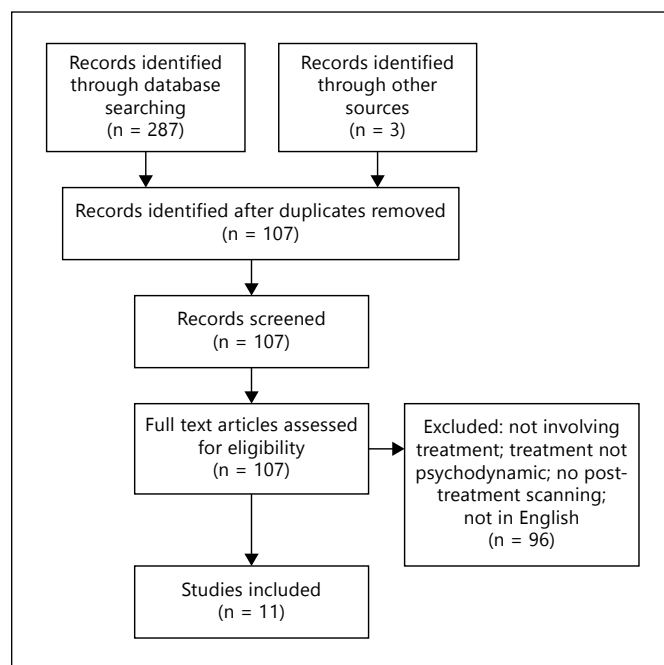 Records identified
through database
searching
(n = 287)
Records identified
through other
sources
(n = 3)
Records identified after duplicates removed
(n = 107)
Records screened
(n = 107)
Full text articles assessed
for eligibility
(n = 107)
Excluded: not involving
treatment; treatment not
psychodynamic; no post-
treatment scanning;
not in English
(n = 96)
Studies included
(n = 11)